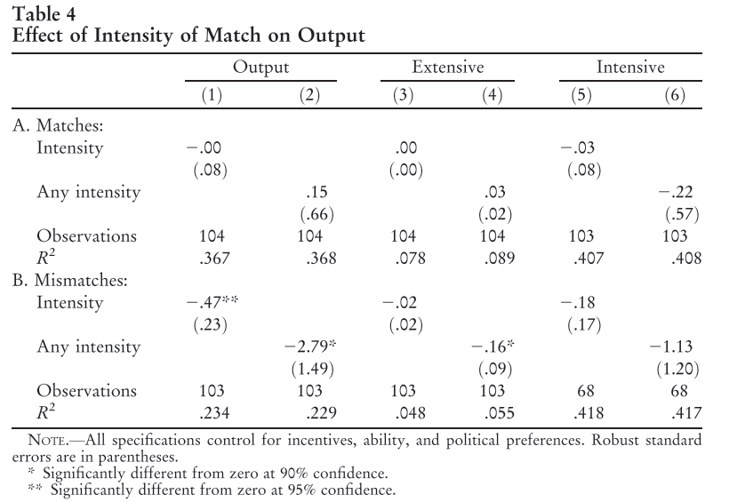 Table 4
Effect of Intensity of Match on Output
Output Extensive Intensive
(1) (2) (3) (4) (5) (6)
A. Matches:
Intensity −.00 .00 −.03
(.08) (.00) (.08)
Any intensity .15 .03 −.22
(.66) (.02) (.57)
Observations 104 104 104 104 103 103
R² .367 .368 .078 .089 .407 .408
B. Mismatches:
Intensity −.47** −.02 −.18
(.23) (.02) (.17)
Any intensity −2.79* −.16* −1.13
(1.49) (.09) (1.20)
Observations 103 103 103 103 68 68
R² .234 .229 .048 .055 .418 .417
NOTE.—All specifications control for incentives, ability, and political preferences. Robust standard
errors are in parentheses.
* Significantly different from zero at 90% confidence.
** Significantly different from zero at 95% confidence.